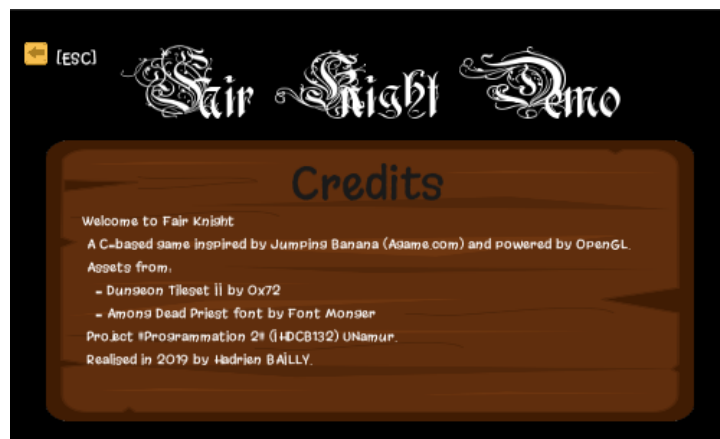 [ESC]
Fair Knight Demo
Credits
Welcome to Fair Knight
A C-based game inspired by Jumping Banana (Agame.com) and powered by OpenGL.
Assets from:
- Dungeon Tileset II by 0x72
- Among Dead Priest font by Font Monger
Project "Programmation 2" (IHDCB132) UNamur.
Realised in 2019 by Hadrien BAILLY.